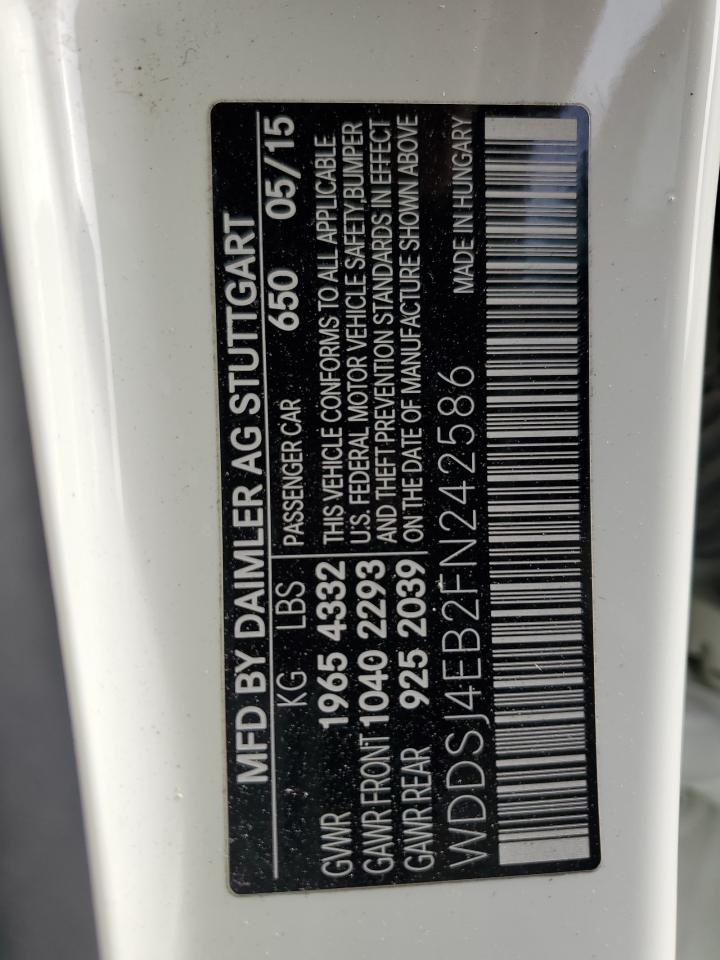 MFD BY DAIMLER AG STUTTGART
KG LBS PASSENGER CAR 650 05/15
GVWR 1965 4332 THIS VEHICLE CONFORMS TO ALL APPLICABLE
GAWR FRONT 1040 2293 U.S. FEDERAL MOTOR VEHICLE SAFETY,BUMPER
GAWR REAR 925 2039 AND THEFT PREVENTION STANDARDS IN EFFECT
ON THE DATE OF MANUFACTURE SHOWN ABOVE
WDDSJ4EB2FN242586 MADE IN HUNGARY